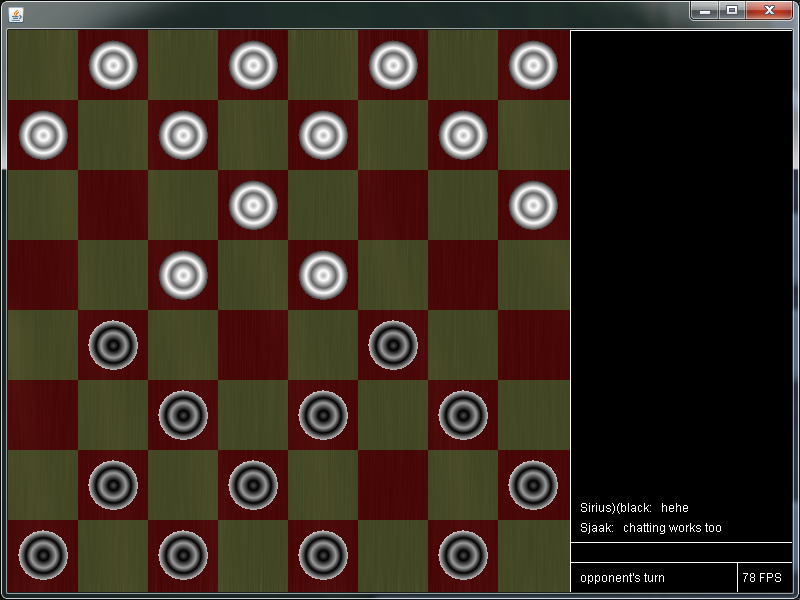 Sirius)(black: hehe
Sjaak: chatting works too
opponent's turn
78 FPS